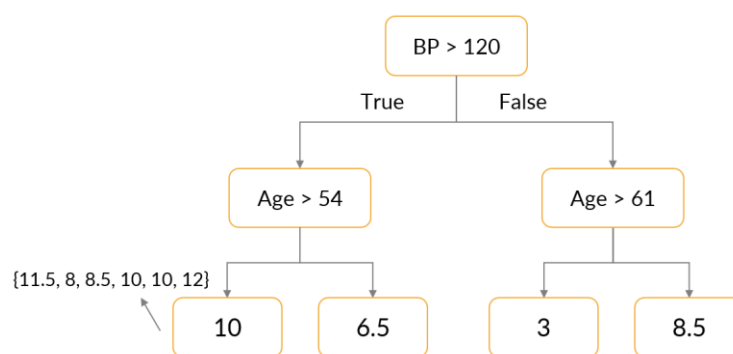 BP > 120
True
False
Age > 54
Age > 61
{11.5, 8, 8.5, 10, 10, 12}
10
6.5
3
8.5